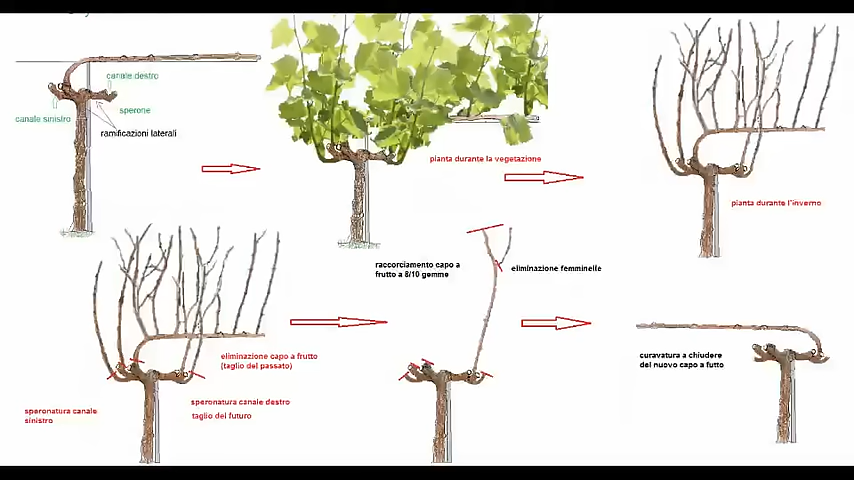 canale destro
sperone
canale sinistro
ramificazioni laterali
pianta durante la vegetazione
pianta durante l'inverno
raccorciamento capo a
frutto a 8/10 gemme
eliminazione femminelle
eliminazione capo a frutto
(taglio del passato)
curavatura a chiudere
del nuovo capo a futto
speronatura canale
sinistro
speronatura canale destro
taglio del futuro